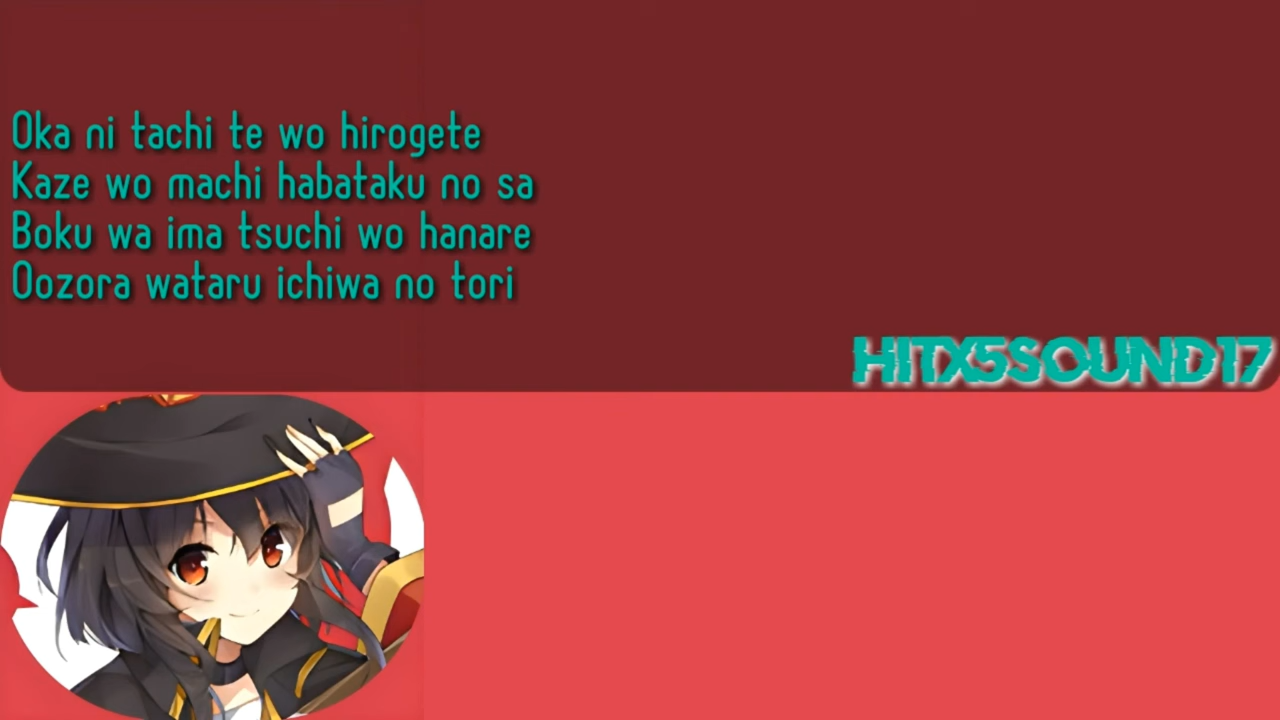 Oka ni tachi te wo hirogete
Kaze wo machi habataku no sa
Boku wa ima tsuchi wo hanare
Oozora wataru ichiwa no tori
HITX5SOUND17